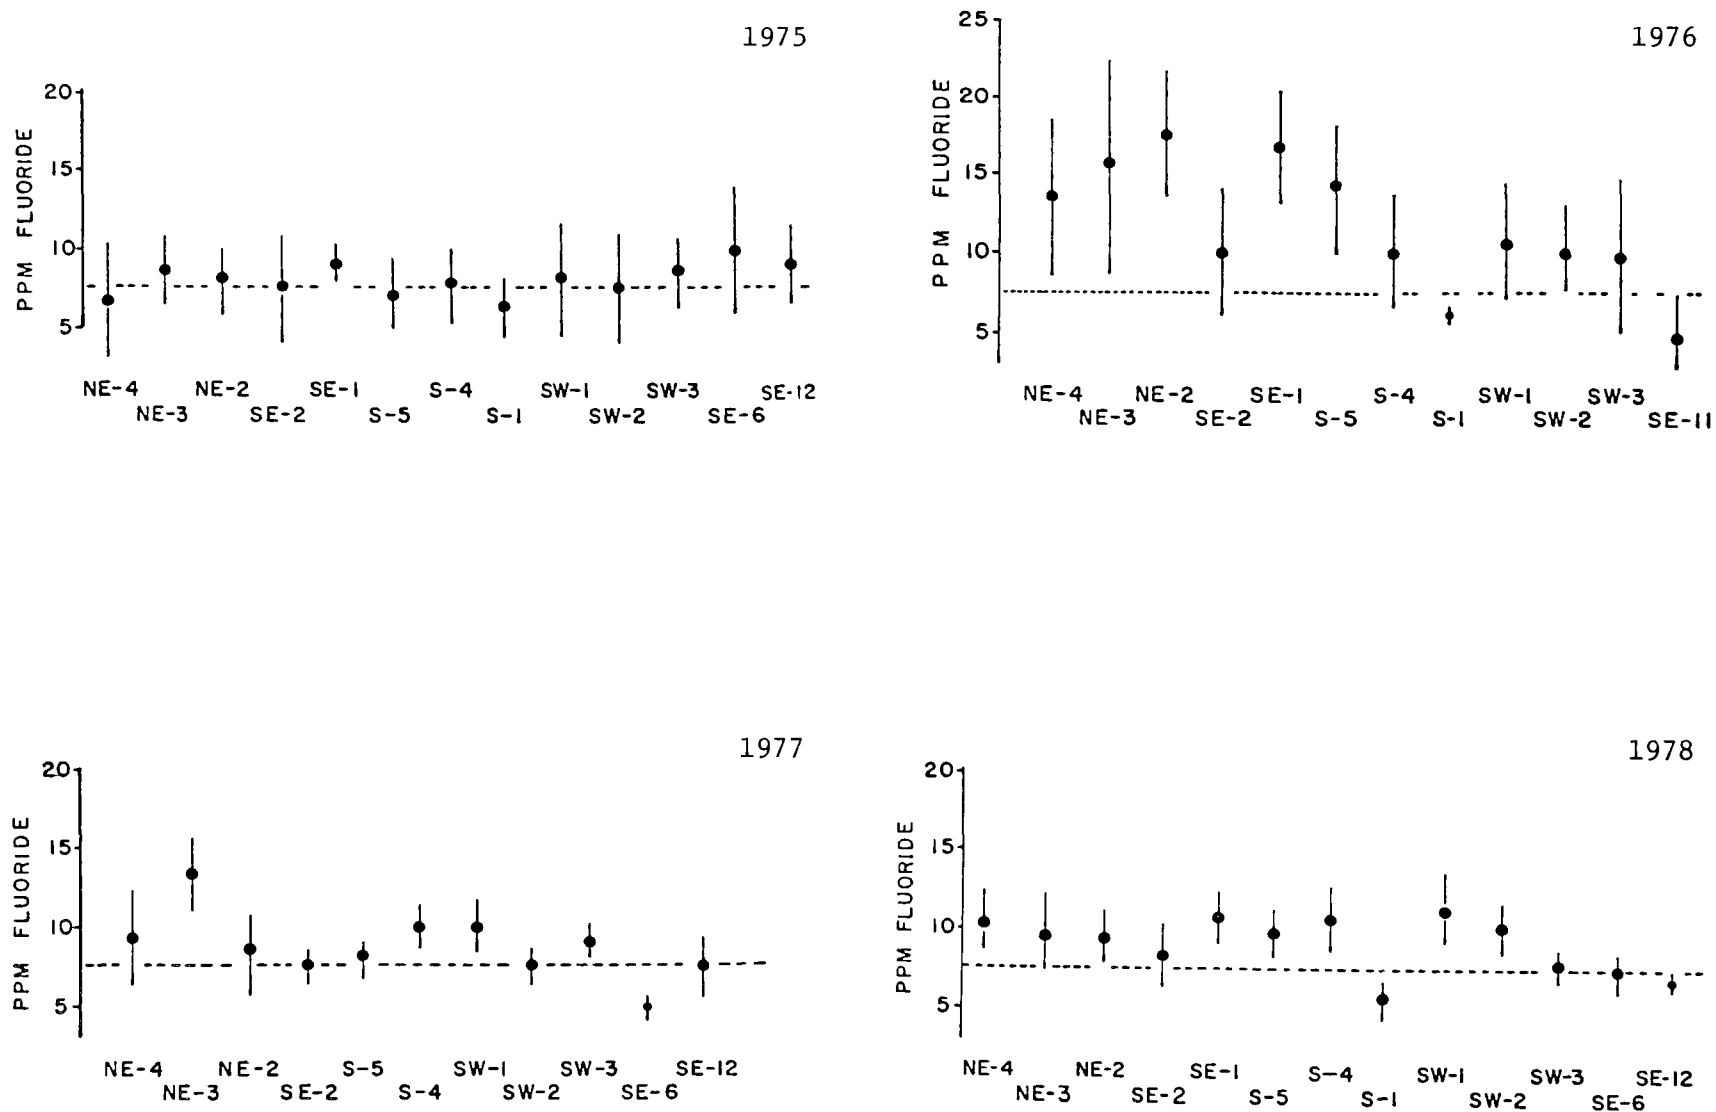 1975
PPM FLUORIDE
20
15
10
5
NE-4 NE-2 SE-1 S-4 SW-1 SW-3 SE-12
NE-3 SE-2 S-5 S-1 SW-2 SE-6
1976
PPM FLUORIDE
25
20
15
10
5
NE-4 NE-2 SE-1 S-4 SW-1 SW-3
NE-3 SE-2 S-5 S-1 SW-2 SE-11
1977
PPM FLUORIDE
20
15
10
5
NE-4 NE-2 S-5 SW-1 SW-3 SE-12
NE-3 SE-2 S-4 SW-2 SE-6
1978
PPM FLUORIDE
20
15
10
5
NE-4 NE-2 SE-1 S-4 SW-1 SW-3 SE-12
NE-3 SE-2 S-5 S-1 SW-2 SE-6